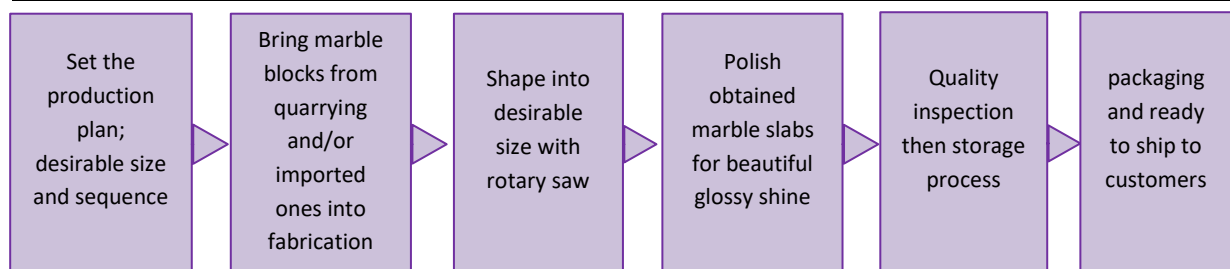 Set the
production
plan;
desirable size
and sequence
Bring marble
blocks from
quarrying
and/or
imported
ones into
fabrication
Shape into
desirable
size with
rotary saw
Polish
obtained
marble slabs
for beautiful
glossy shine
Quality
inspection
then storage
process
packaging
and ready
to ship to
customers